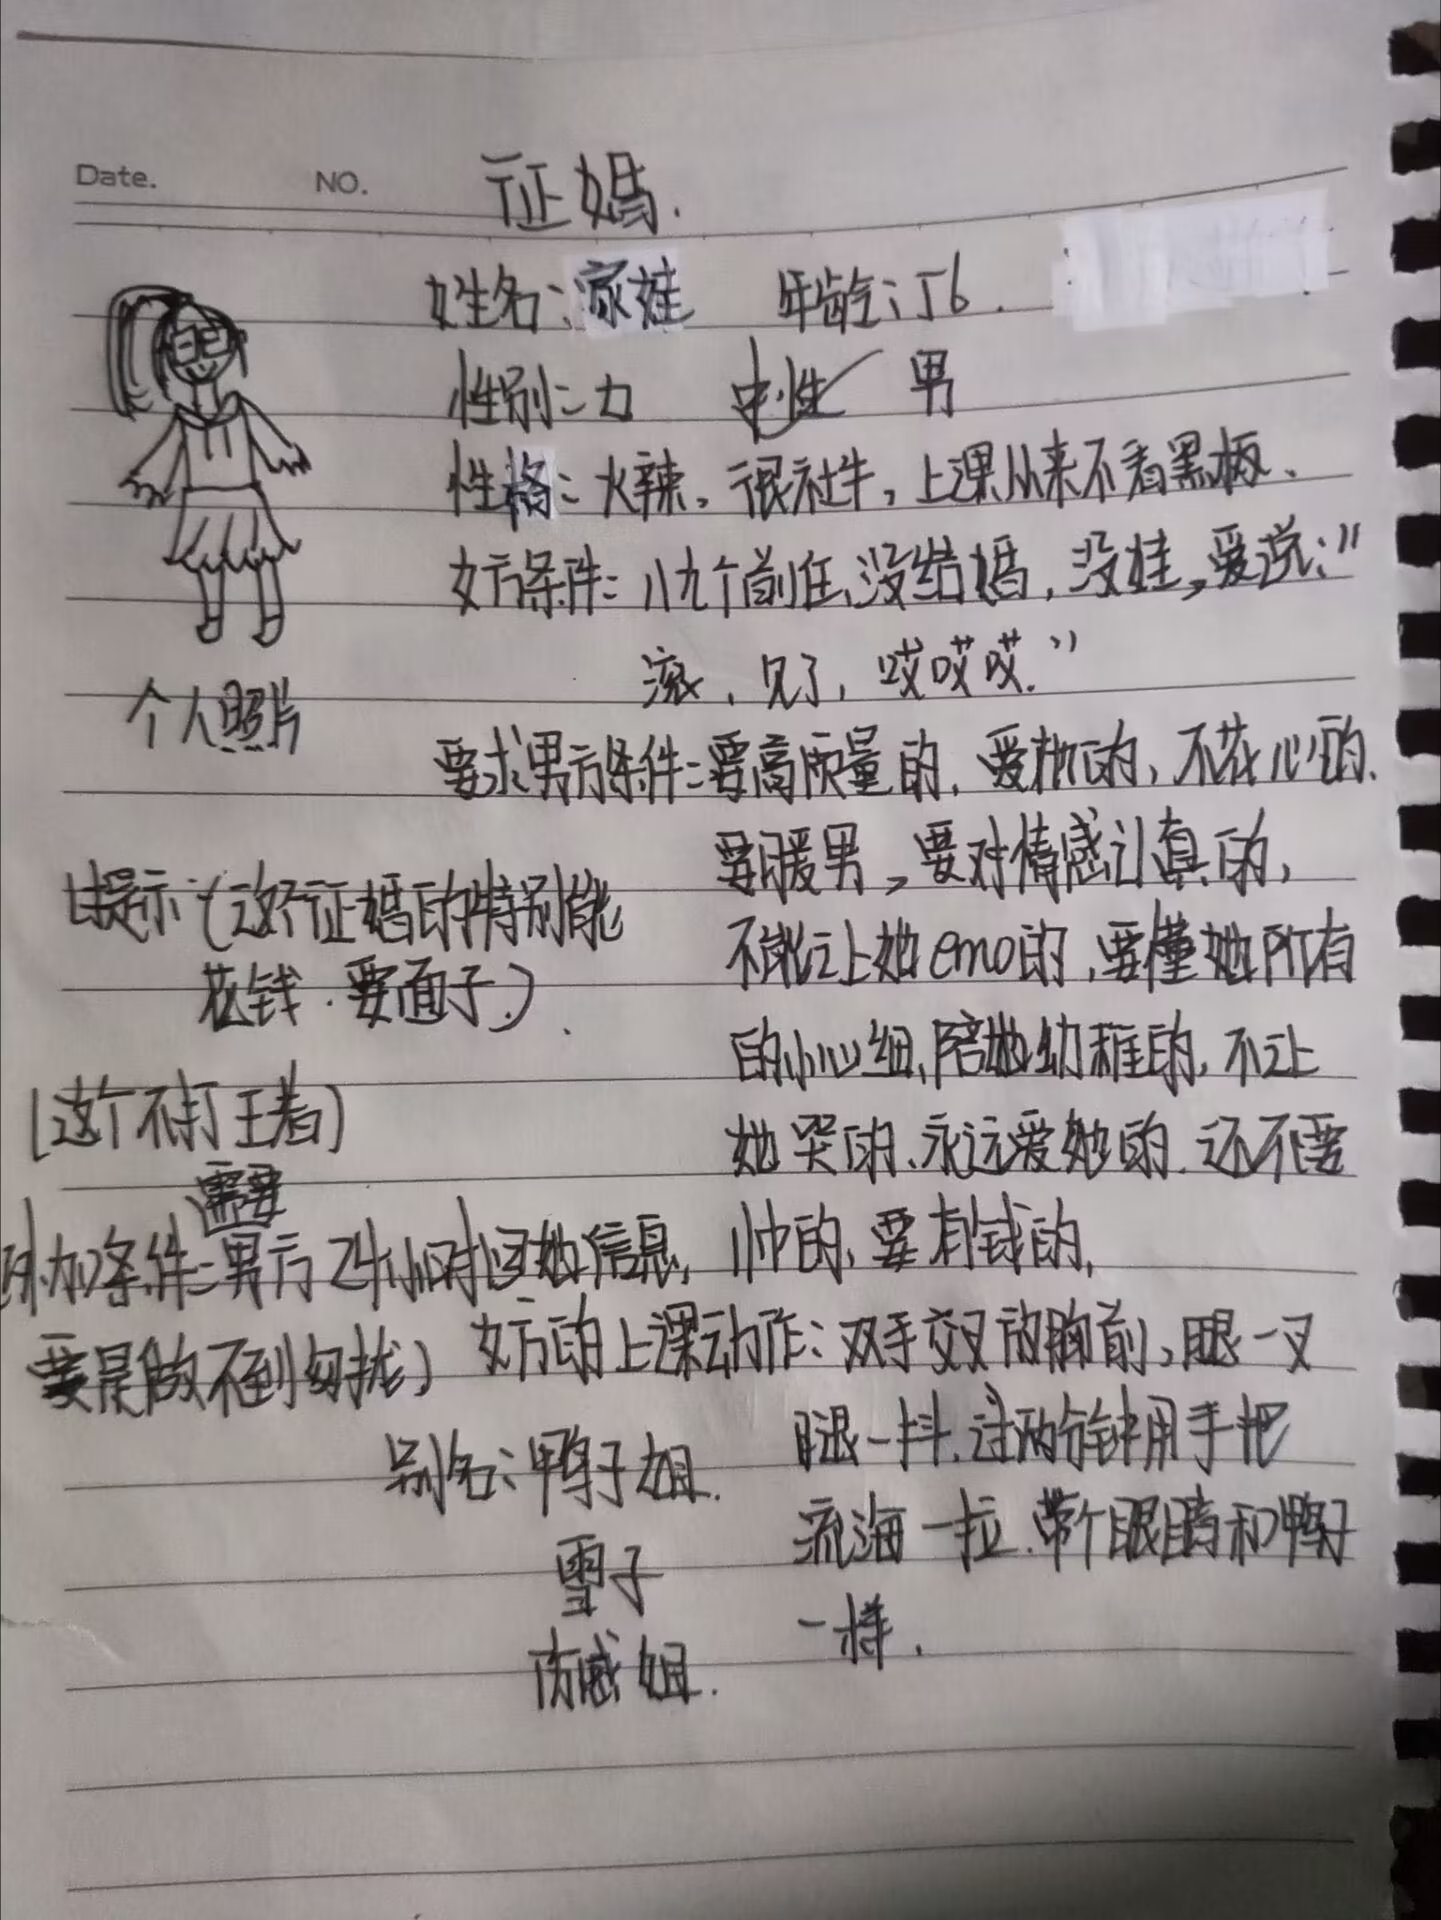 Date. NO.
证婚.
姓名:家娃 年龄:16.
性别:力 中性✓ 男
性格:火辣,很社牛,上课从来不看黑板、
女方条件:八九个前任、没结婚,没娃,爱说:"
滚,见了,哎哎哎."
个人照片
要求男方条件:要高质量的,爱她的,不花心的、
要暖男,要对情感认真的,
不能让她emo的,要懂她所有
的小心细、陪她幼稚的,不让
她哭的、永远爱她的.还不要
帅的,要有钱的,
提示:(这个证婚的特别能
花钱.要面子.)
(这个不打王者)
需要
外加条件:男方24小时回她信息,
要是做不到勿扰)
女方的上课动作:双手交叉放胸前,腿一叉
腿一抖,过两分钟用手把
流海一拉.带个眼睛和鸭子
一样.
别名:鸭子姐.
雪子
伤感姐.